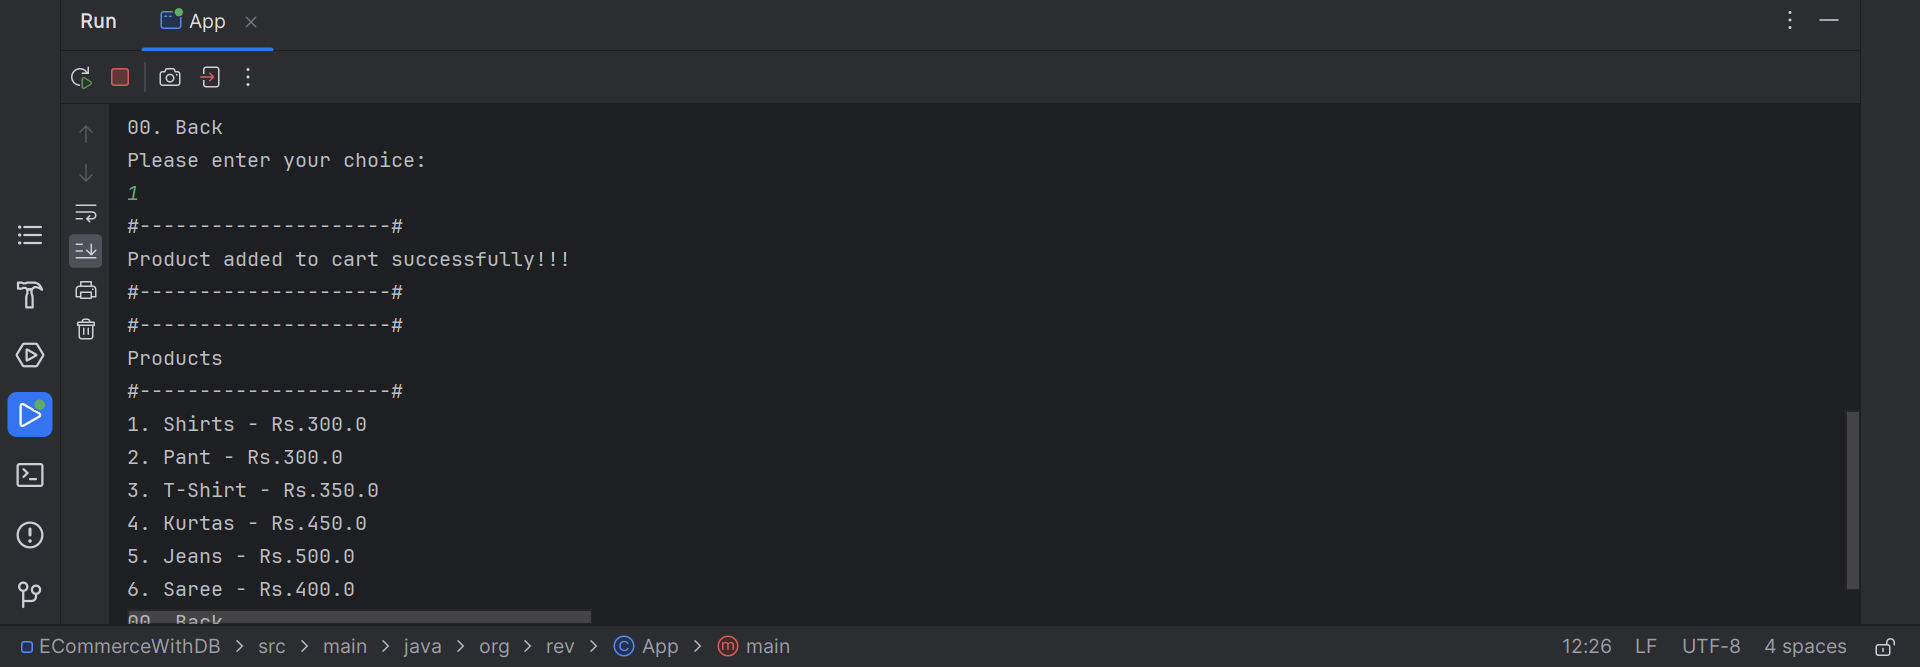 Run App
00. Back
Please enter your choice:
1
#---------------------#
Product added to cart successfully!!!
#---------------------#
#---------------------#
Products
#---------------------#
1. Shirts - Rs.300.0
2. Pant - Rs.300.0
3. T-Shirt - Rs.350.0
4. Kurtas - Rs.450.0
5. Jeans - Rs.500.0
6. Saree - Rs.400.0
00. Back
ECommerceWithDB > src > main > java > org > rev > App > main 12:26 LF UTF-8 4 spaces